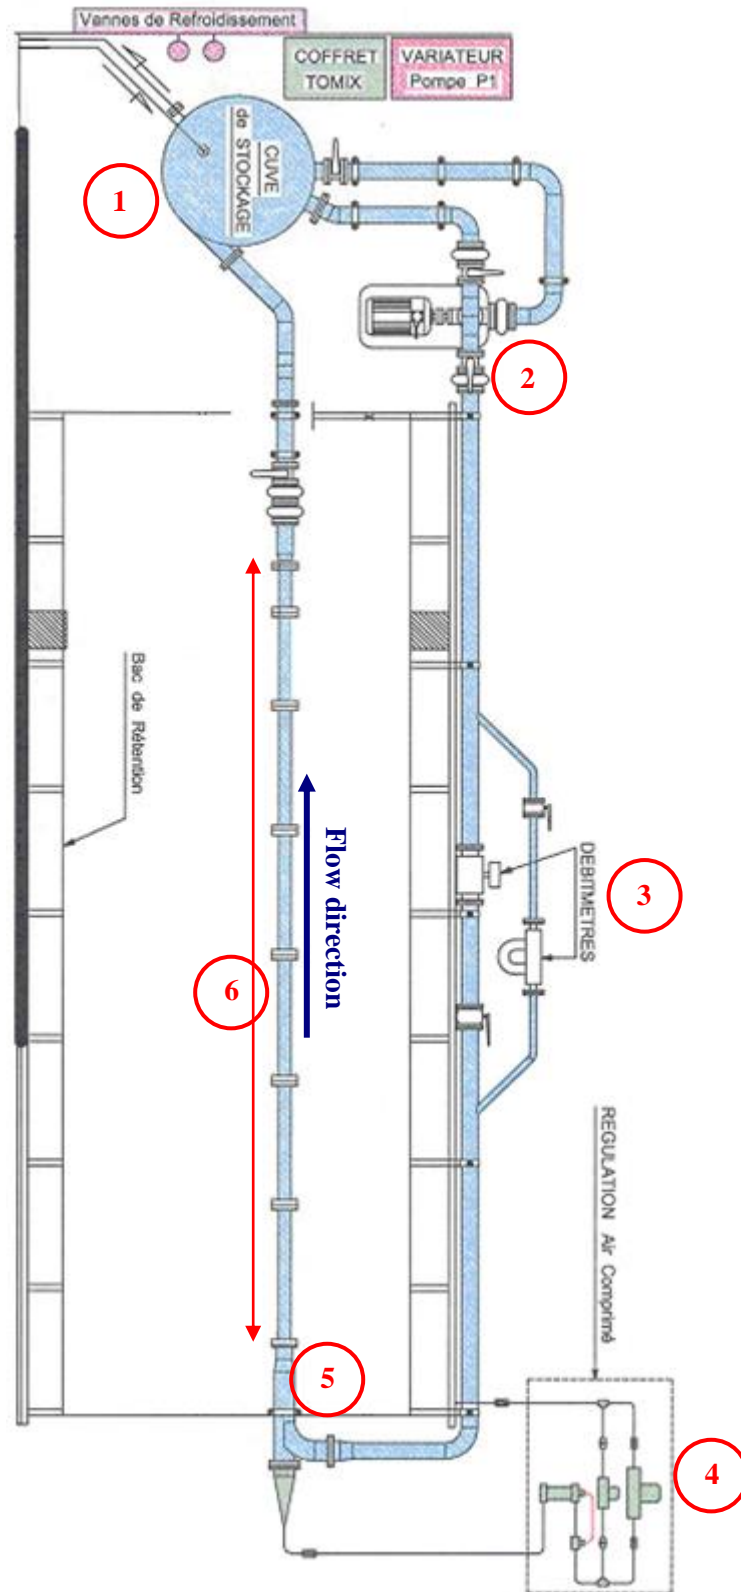 Vannes de Refroidissement
COFFRET
TOMIX
VARIATEUR
Pompe P1
CUVE
de STOCKAGE
1
2
Bac de Rétention
Flow direction
DEBITMETRES
3
6
REGULATION Air Comprimé
5
4